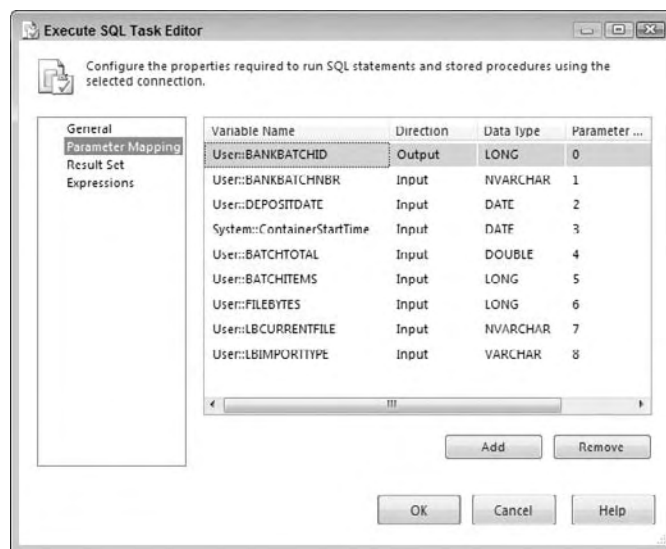 Execute SQL Task Editor
Configure the properties required to run SQL statements and stored procedures using the
selected connection.
General
Parameter Mapping
Result Set
Expressions
Variable Name Direction Data Type Parameter ...
User::BANKBATCHID Output LONG 0
User::BANKBATCHNBR Input NVARCHAR 1
User::DEPOSITDATE Input DATE 2
System::ContainerStartTime Input DATE 3
User::BATCHTOTAL Input DOUBLE 4
User::BATCHITEMS Input LONG 5
User::FILEBYTES Input LONG 6
User::LBCURRENTFILE Input NVARCHAR 7
User::LBIMPORTTYPE Input VARCHAR 8
Add Remove
OK Cancel Help